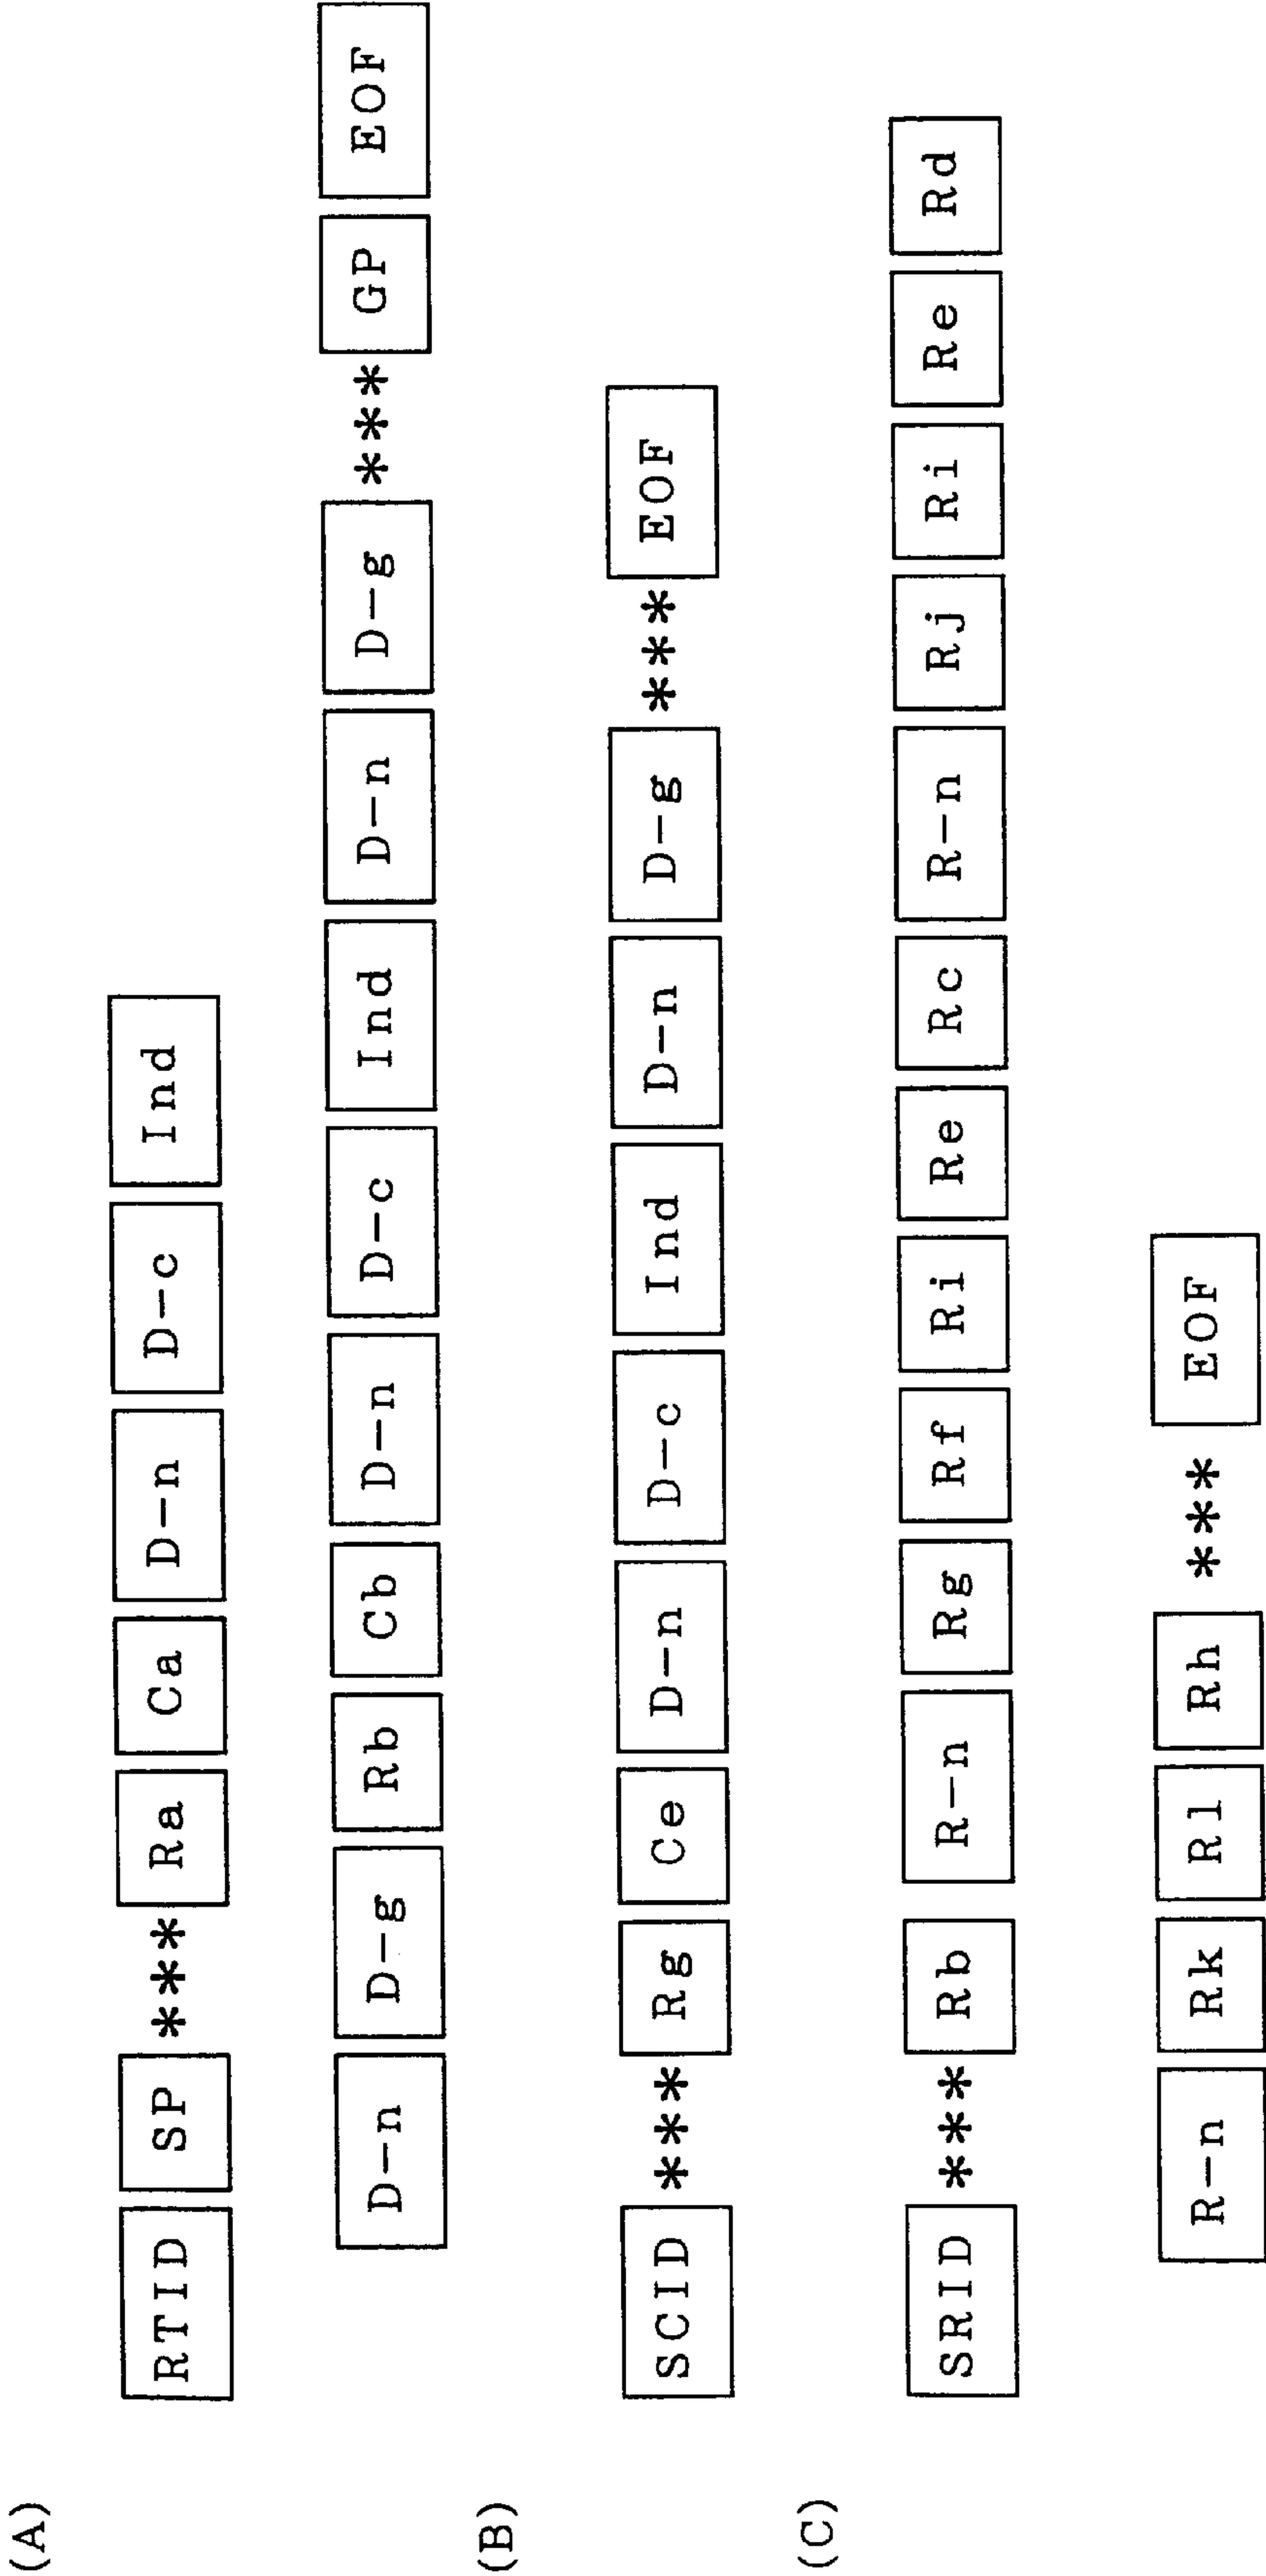 (A)
RTID SP *** Ra Ca D-n D-c Ind
D-n D-g Rb Cb D-n D-c Ind D-n D-g *** GP EOF
(B)
SCID *** Rg Ce D-n D-c Ind D-n D-g *** EOF
(C)
SRID *** Rb R-n Rg Rf Ri Re Rc R-n Rj Ri Re Rd
R-n Rk Rl Rh *** EOF